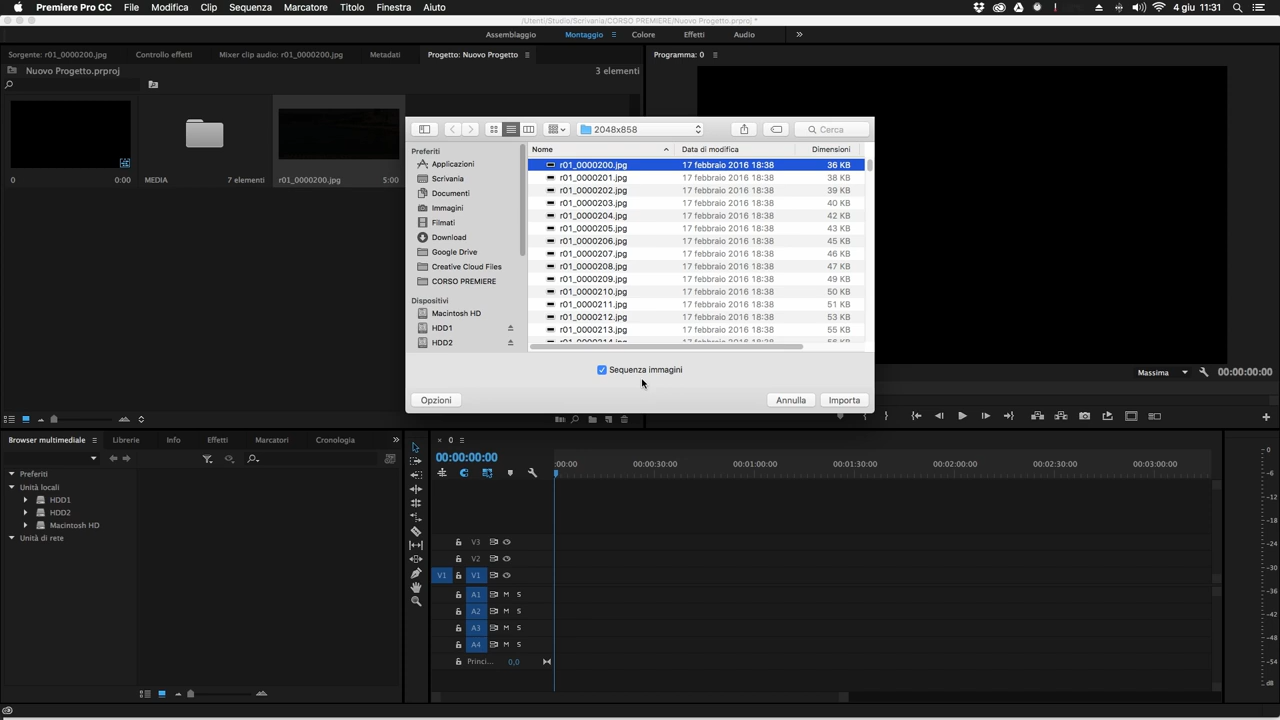 Premiere Pro CC File Modifica Clip Sequenza Marcatore Titolo Finestra Aiuto 4 giu 11:31
/Utenti/Studio/Scrivania/CORSO PREMIERE/Nuovo Progetto.prproj *
Assemblaggio Montaggio Colore Effetti Audio
Sorgente: r01_0000200.jpg Controllo effetti Mixer clip audio: r01_0000200.jpg Metadati Progetto: Nuovo Progetto Programma: 0
Nuovo Progetto.prproj 3 elementi
0 0:00 MEDIA 7 elementi r01_0000200.jpg 5:00
2048x858 Cerca
Preferiti
Applicazioni
Scrivania
Documenti
Immagini
Filmati
Download
Google Drive
Creative Cloud Files
CORSO PREMIERE
Dispositivi
Macintosh HD
HDD1
HDD2
Nome Data di modifica Dimensioni
r01_0000200.jpg 17 febbraio 2016 18:38 36 KB
r01_0000201.jpg 17 febbraio 2016 18:38 38 KB
r01_0000202.jpg 17 febbraio 2016 18:38 39 KB
r01_0000203.jpg 17 febbraio 2016 18:38 40 KB
r01_0000204.jpg 17 febbraio 2016 18:38 42 KB
r01_0000205.jpg 17 febbraio 2016 18:38 43 KB
r01_0000206.jpg 17 febbraio 2016 18:38 45 KB
r01_0000207.jpg 17 febbraio 2016 18:38 46 KB
r01_0000208.jpg 17 febbraio 2016 18:38 47 KB
r01_0000209.jpg 17 febbraio 2016 18:38 49 KB
r01_0000210.jpg 17 febbraio 2016 18:38 50 KB
r01_0000211.jpg 17 febbraio 2016 18:38 51 KB
r01_0000212.jpg 17 febbraio 2016 18:38 53 KB
r01_0000213.jpg 17 febbraio 2016 18:38 55 KB
Sequenza immagini
Opzioni Annulla Importa
Massima 00:00:00:00
Browser multimediale Librerie Info Effetti Marcatori Cronologia
Preferiti
Unità locali
HDD1
HDD2
Macintosh HD
Unità di rete
0
00:00:00:00
:00:00 00:00:30:00 00:01:00:00 00:01:30:00 00:02:00:00 00:02:30:00 00:03:00:00
V3
V2
V1 V1
A1 M S
A2 M S
A3 M S
A4 M S
Princi... 0,0
0
-6
-12
-18
-24
-30
-36
-42
-48
-54
dB